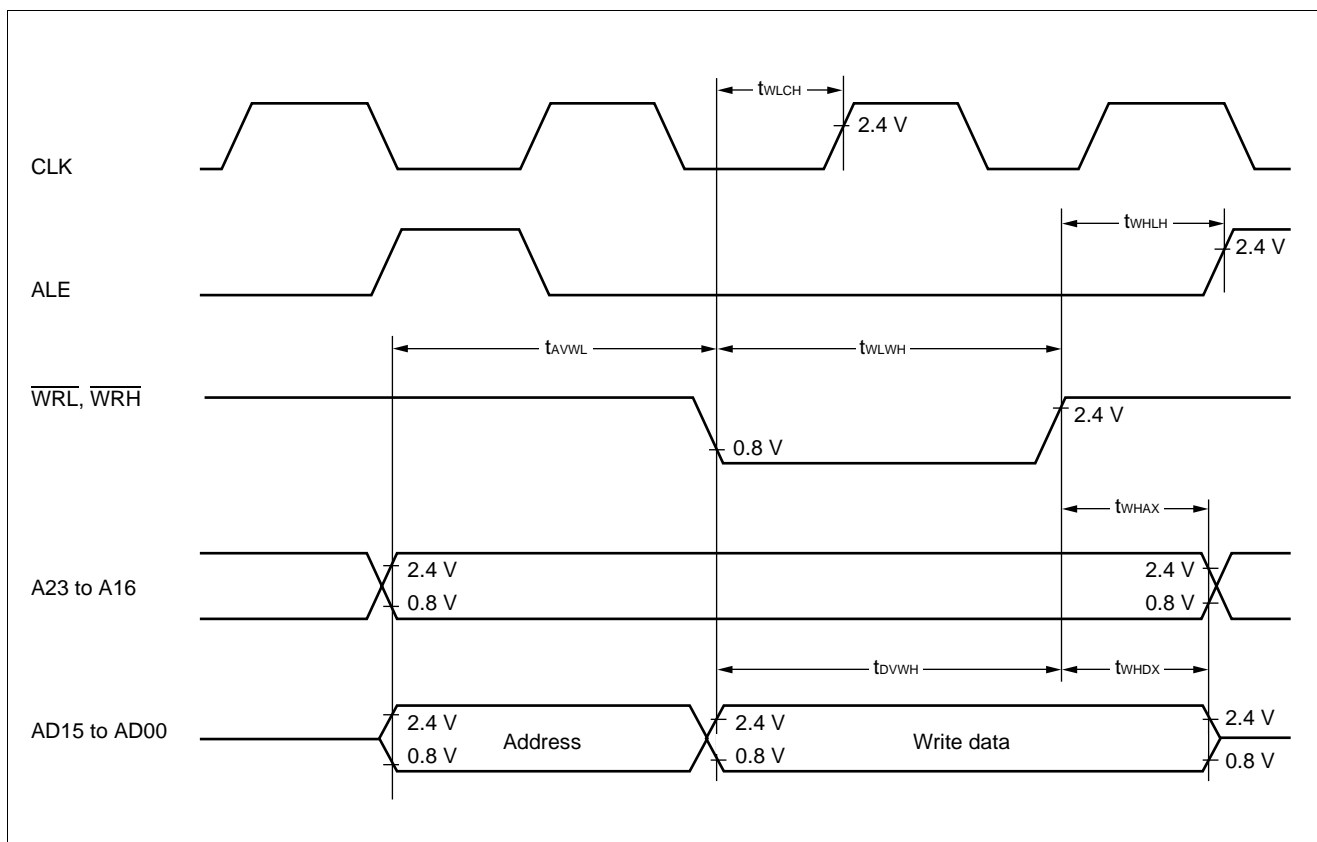 tWLCH
2.4 V
CLK
tWHLH
2.4 V
ALE
tAVWL
tWLWH
WRL, WRH
2.4 V
0.8 V
tWHAX
2.4 V
2.4 V
A23 to A16
0.8 V
0.8 V
tDVWH
tWHDX
2.4 V
2.4 V
2.4 V
AD15 to AD00
Address
Write data
0.8 V
0.8 V
0.8 V